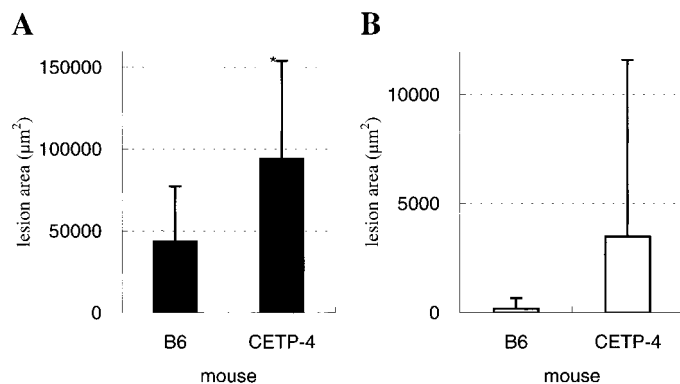 A
B
*
150000
100000
50000
0
lesion area (µm²)
B6 CETP-4
mouse
10000
5000
0
lesion area (µm²)
B6 CETP-4
mouse